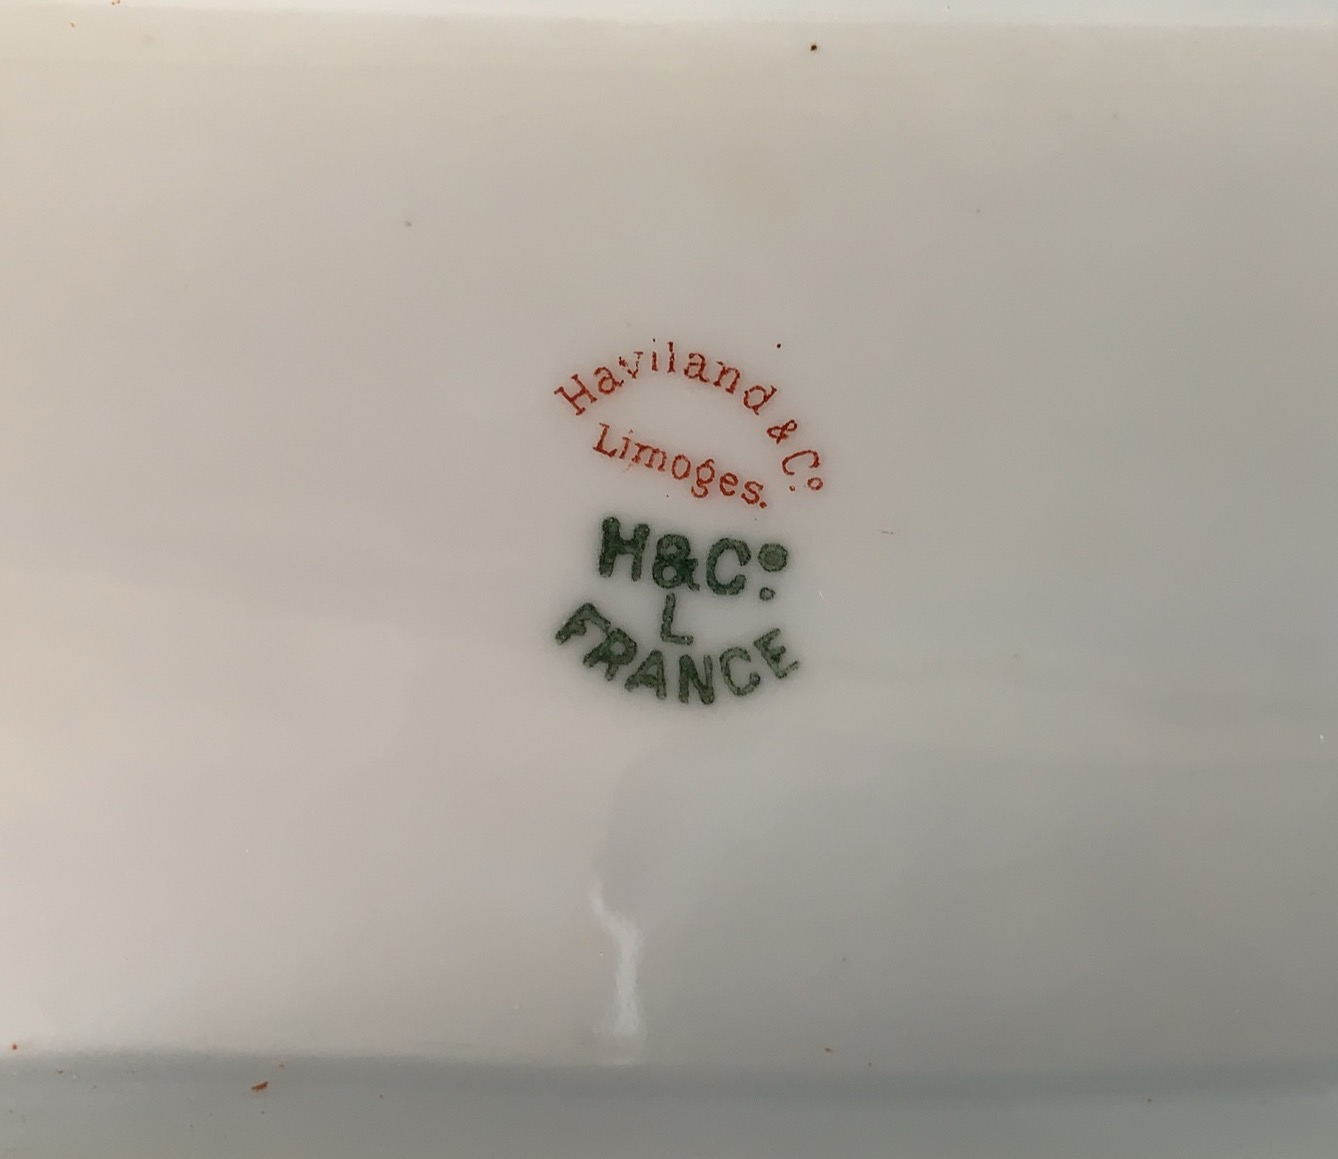 Haviland & Co.
Limoges.
H&Co.
L
FRANCE